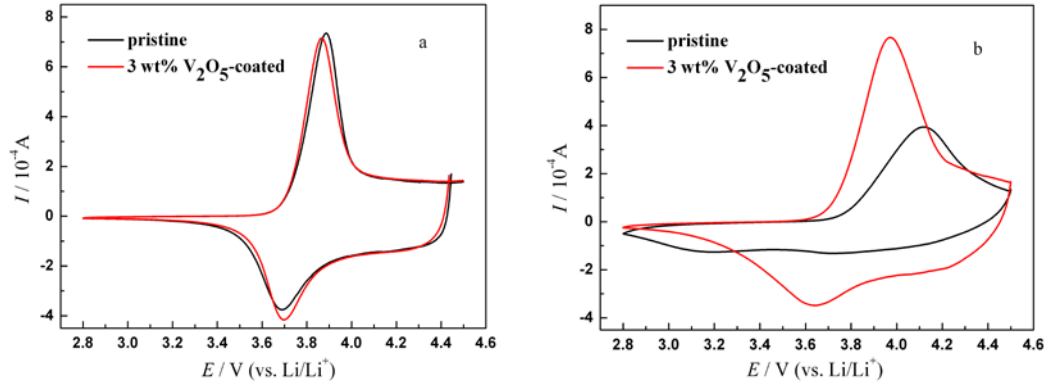 8
6
4
2
0
-2
-4
I / 10⁻⁴A
pristine
3 wt% V₂O₅-coated
a
2.8 3.0 3.2 3.4 3.6 3.8 4.0 4.2 4.4 4.6
E / V (vs. Li/Li⁺)
8
6
4
2
0
-2
-4
I / 10⁻⁴A
pristine
3 wt% V₂O₅-coated
b
2.8 3.0 3.2 3.4 3.6 3.8 4.0 4.2 4.4 4.6
E / V (vs. Li/Li⁺)